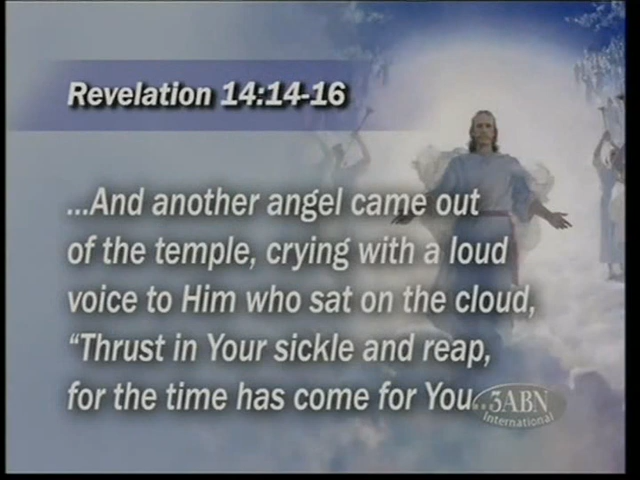 Revelation 14:14-16
...And another angel came out
of the temple, crying with a loud
voice to Him who sat on the cloud,
“Thrust in Your sickle and reap,
for the time has come for You...
3ABN
International